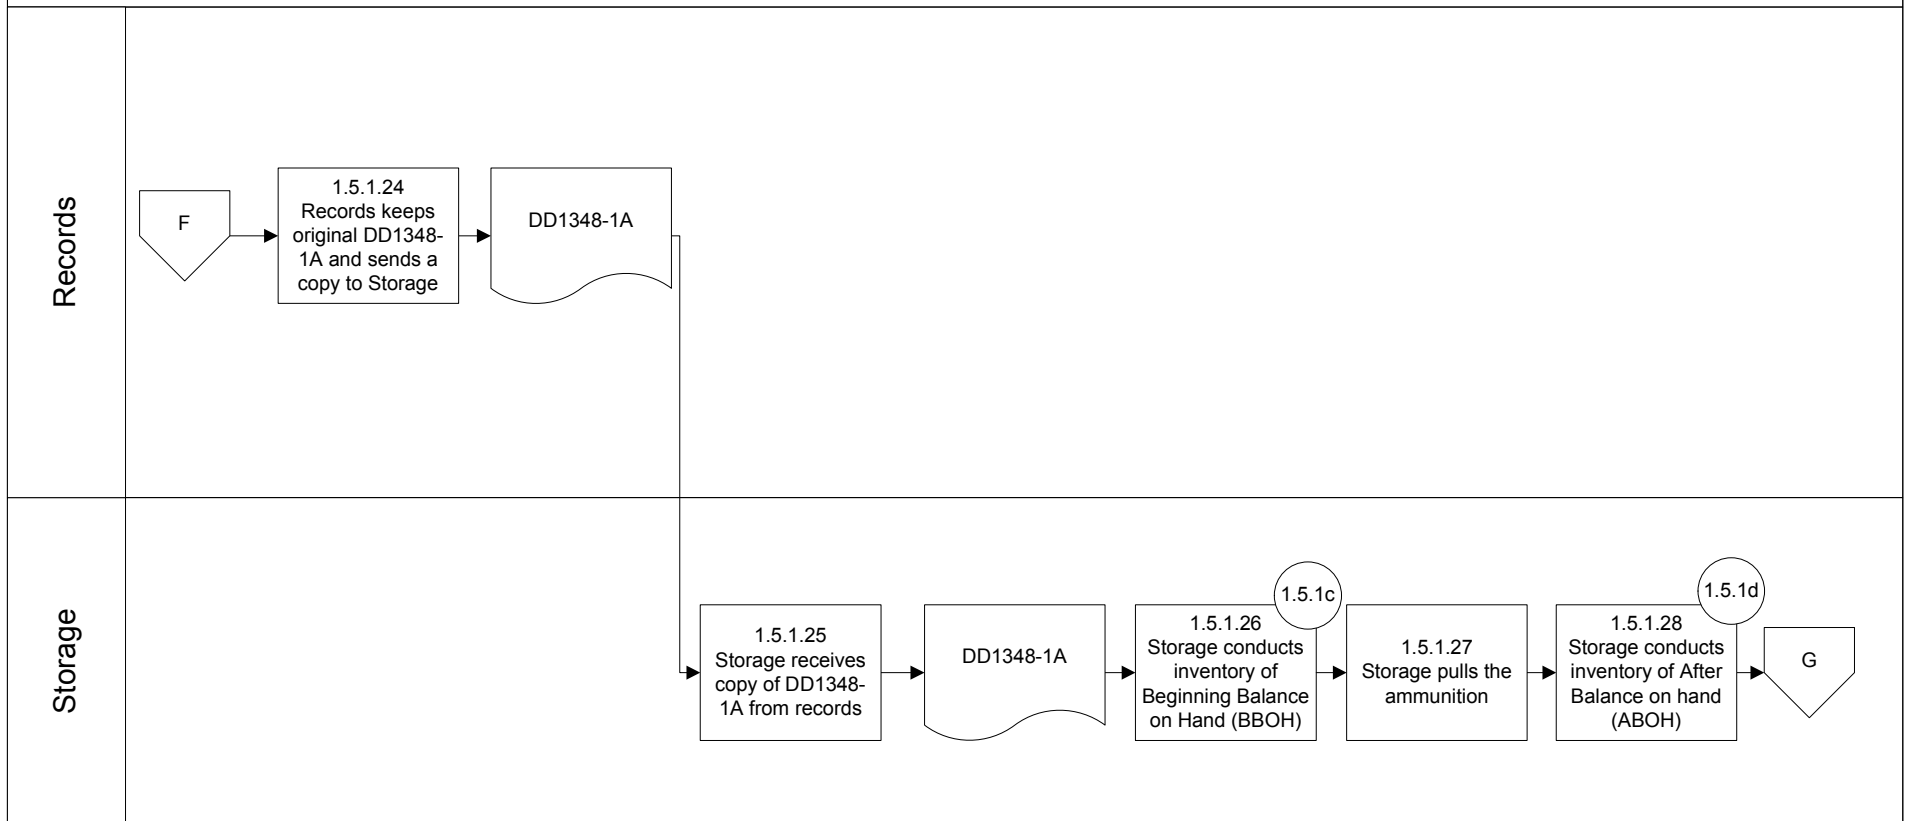 Records
F
1.5.1.24
Records keeps
original DD1348-
1A and sends a
copy to Storage
DD1348-1A
Storage
1.5.1.25
Storage receives
copy of DD1348-
1A from records
DD1348-1A
1.5.1c
1.5.1.26
Storage conducts
inventory of
Beginning Balance
on Hand (BBOH)
1.5.1.27
Storage pulls the
ammunition
1.5.1d
1.5.1.28
Storage conducts
inventory of After
Balance on hand
(ABOH)
G